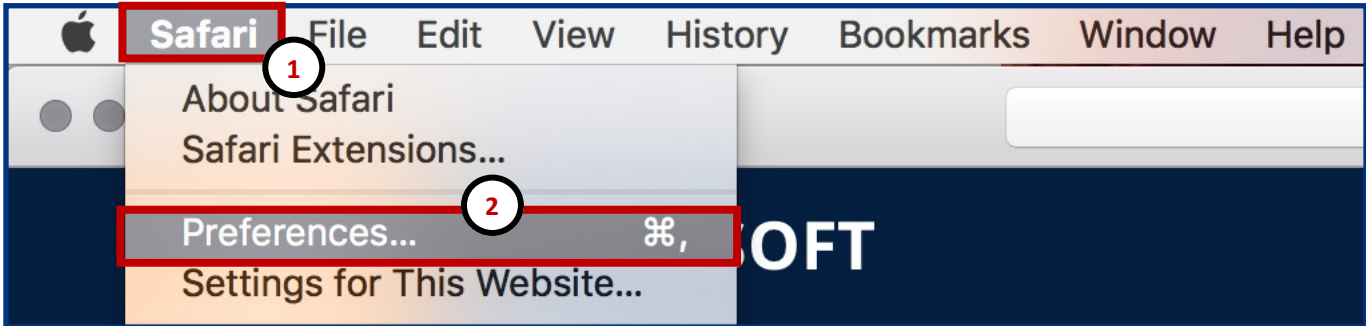 Safari File Edit View History Bookmarks Window Help
1
About Safari
Safari Extensions...
2
Preferences... ⌘,
OFT
Settings for This Website...